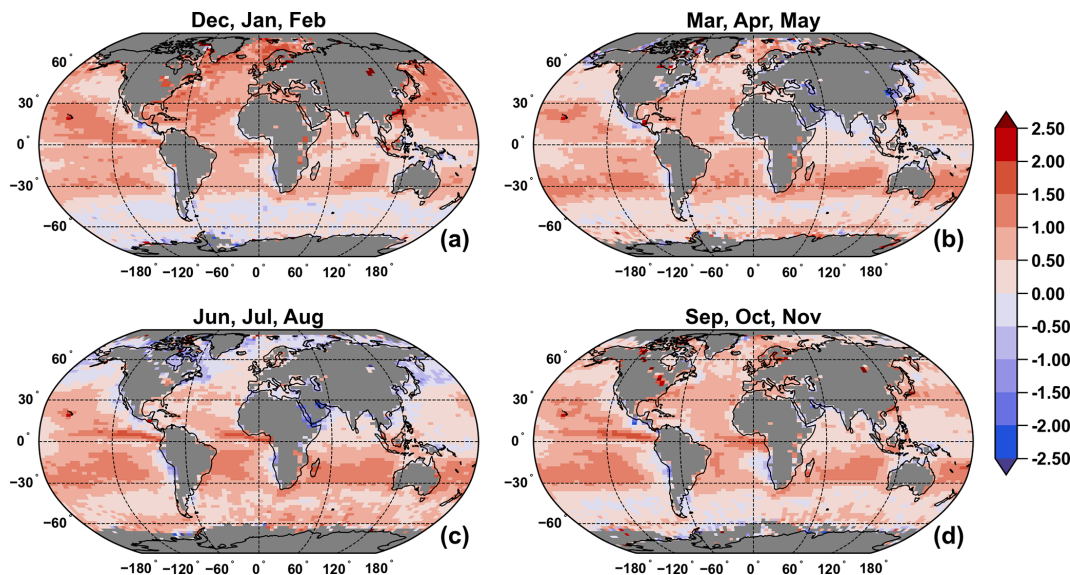 Dec, Jan, Feb
Mar, Apr, May
60°
30°
0°
−30°
−60°
(a)
−180° −120° −60° 0° 60° 120° 180°
60°
30°
0°
−30°
−60°
(b)
−180° −120° −60° 0° 60° 120° 180°
Jun, Jul, Aug
Sep, Oct, Nov
60°
30°
0°
−30°
−60°
(c)
−180° −120° −60° 0° 60° 120° 180°
60°
30°
0°
−30°
−60°
(d)
−180° −120° −60° 0° 60° 120° 180°
2.50
2.00
1.50
1.00
0.50
0.00
−0.50
−1.00
−1.50
−2.00
−2.50